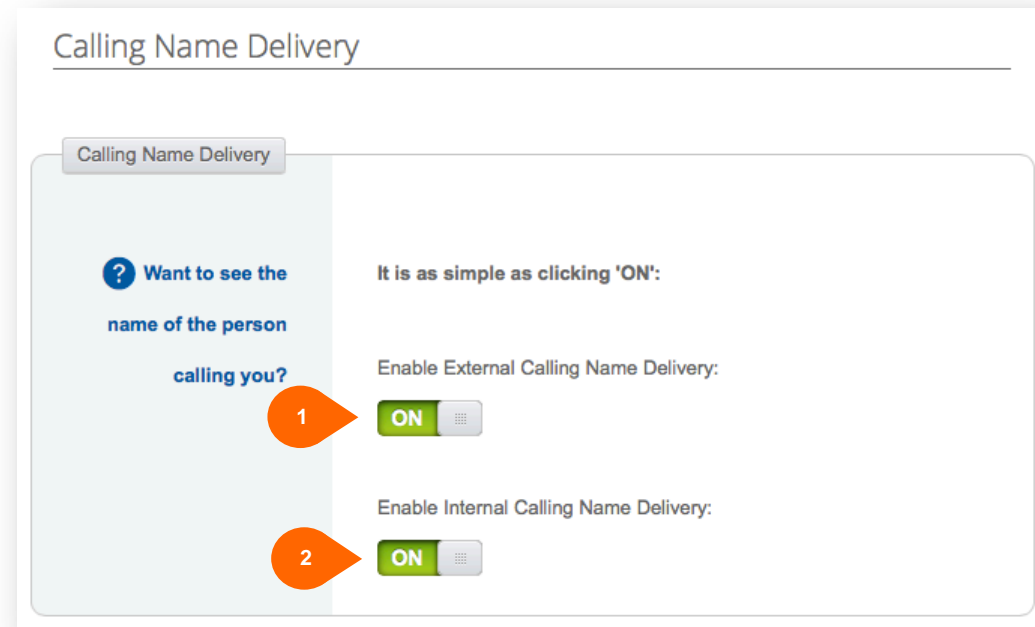 Calling Name Delivery
Calling Name Delivery
? Want to see the
name of the person
calling you?
It is as simple as clicking 'ON':
Enable External Calling Name Delivery:
1
ON
Enable Internal Calling Name Delivery:
2
ON